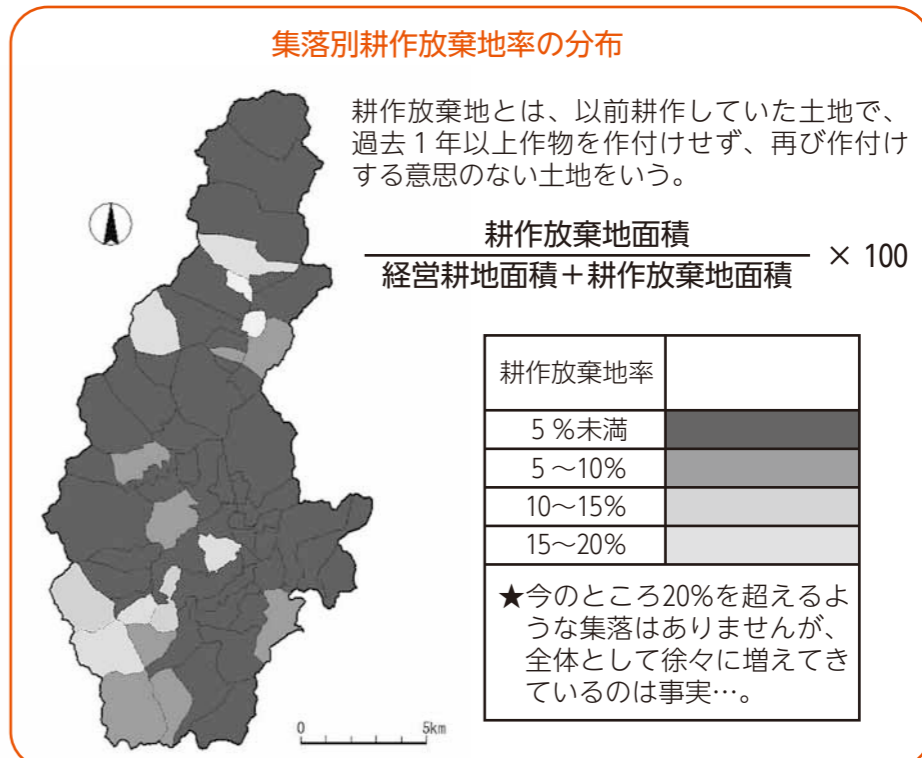 集落別耕作放棄地率の分布
耕作放棄地とは、以前耕作していた土地で、
過去1年以上作物を作付けせず、再び作付け
する意思のない土地をいう。
耕作放棄地面積
経営耕地面積＋耕作放棄地面積
× 100
耕作放棄地率
5%未満
5～10%
10～15%
15～20%
★今のところ20%を超えるよ
うな集落はありませんが、
全体として徐々に増えてき
ているのは事実…。
0 5km